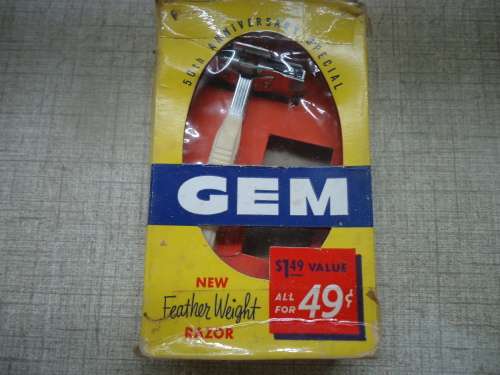 50th ANNIVERSARY SPECIAL
GEM
NEW
Feather Weight
RAZOR
$1.49 VALUE
ALL
FOR
49¢